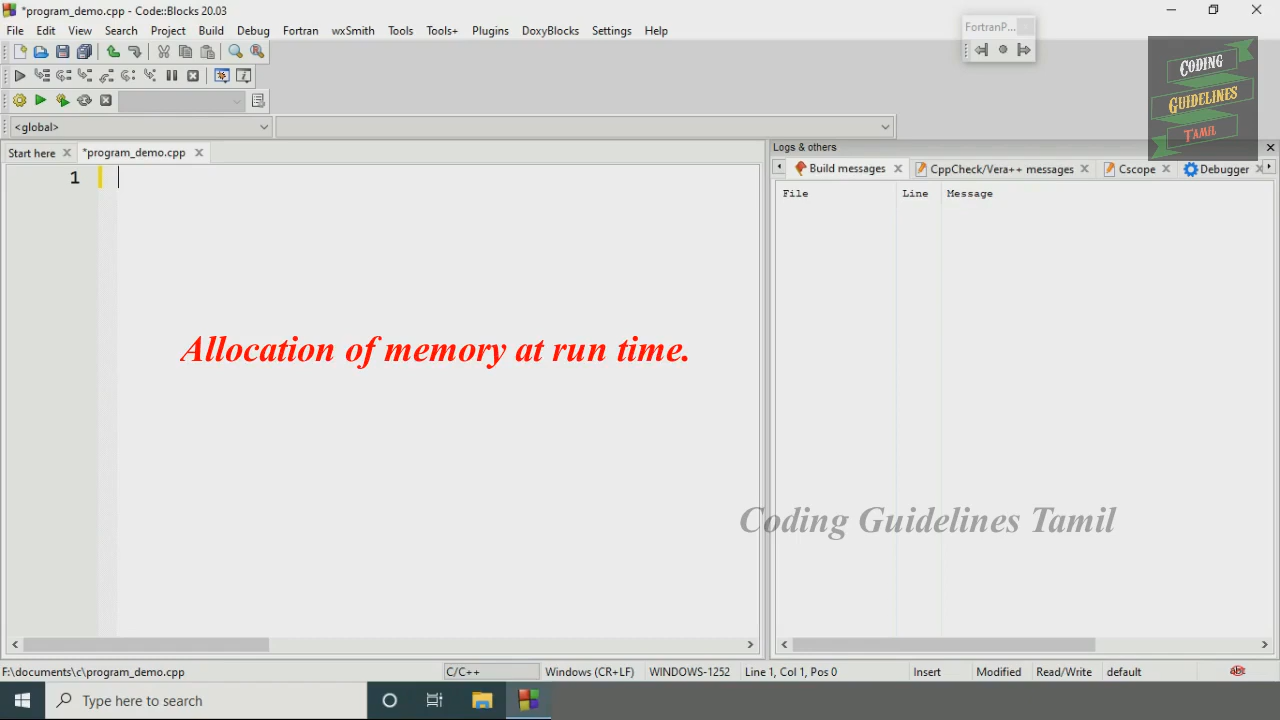 *program_demo.cpp - Code::Blocks 20.03
File Edit View Search Project Build Debug Fortran wxSmith Tools Tools+ Plugins DoxyBlocks Settings Help
FortranP...
CODING
GUIDELINES
TAMIL
<global>
Start here *program_demo.cpp
Logs & others
Build messages CppCheck/Vera++ messages Cscope Debugger
File Line Message
1
Allocation of memory at run time.
Coding Guidelines Tamil
F:\documents\c\program_demo.cpp C/C++ Windows (CR+LF) WINDOWS-1252 Line 1, Col 1, Pos 0 Insert Modified Read/Write default
Type here to search